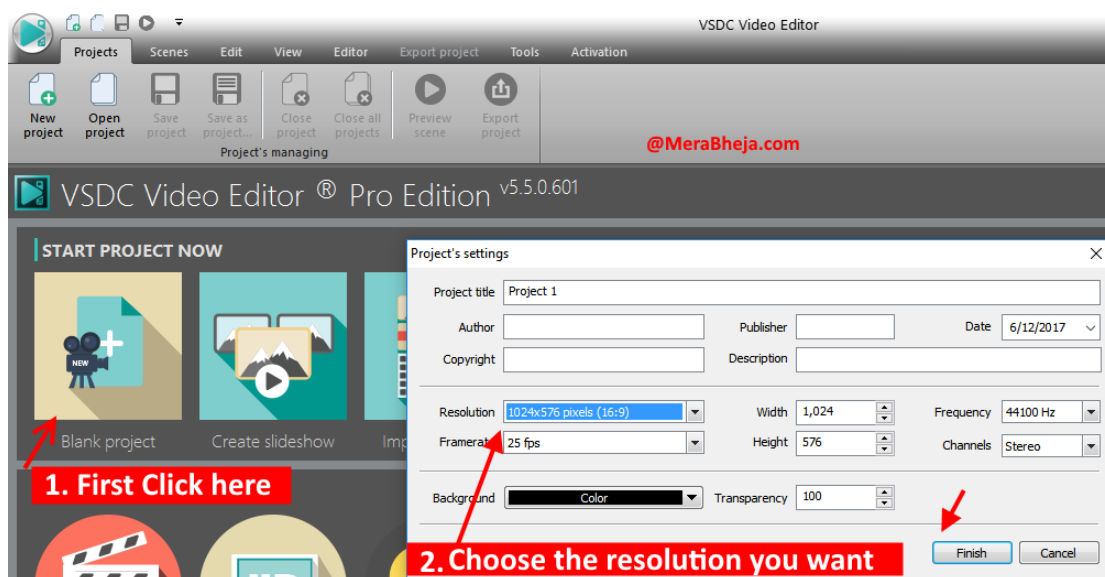 VSDC Video Editor
Projects Scenes Edit View Editor Export project Tools Activation
New project
Open project
Save project
Save as project...
Close project
Close all projects
Preview scene
Export project
Project's managing
@MeraBheja.com
VSDC Video Editor ® Pro Edition v5.5.0.601
START PROJECT NOW
NEW
Blank project
Create slideshow
Imp
1. First Click here
Project's settings
Project title Project 1
Author Publisher Date 6/12/2017
Copyright Description
Resolution 1024x576 pixels (16:9) Width 1,024 Frequency 44100 Hz
Framerate 25 fps Height 576 Channels Stereo
Background Color Transparency 100
2. Choose the resolution you want
Finish Cancel